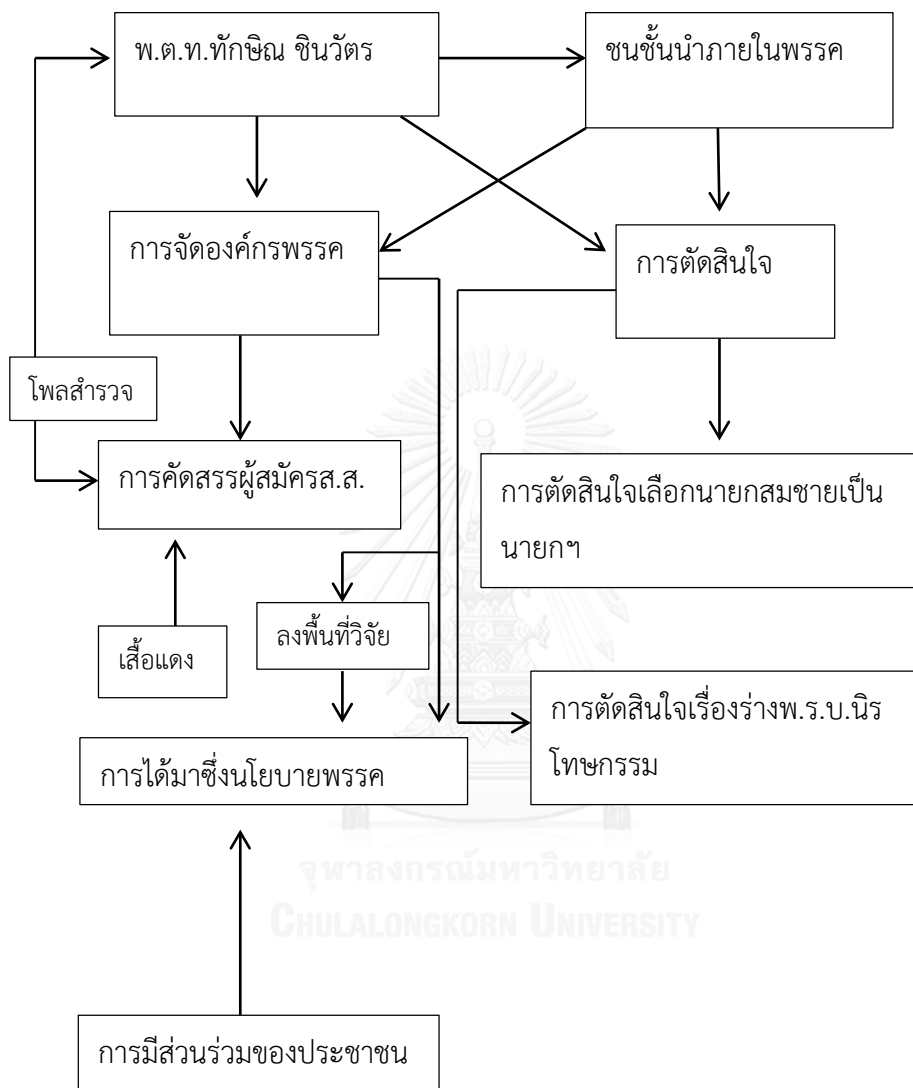 พ.ต.ท.ทักษิณ ชินวัตร
ชนชั้นนำภายในพรรค
การจัดองค์กรพรรค
การตัดสินใจ
โพลสำรวจ
การคัดสรรผู้สมัครส.ส.
การตัดสินใจเลือกนายกสมชายเป็น
นายกฯ
เสื้อแดง
ลงพื้นที่วิจัย
การตัดสินใจเรื่องร่างพ.ร.บ.นิร
โทษกรรม
การได้มาซึ่งนโยบายพรรค
จุฬาลงกรณ์มหาวิทยาลัย
CHULALONGKORN UNIVERSITY
การมีส่วนร่วมของประชาชน